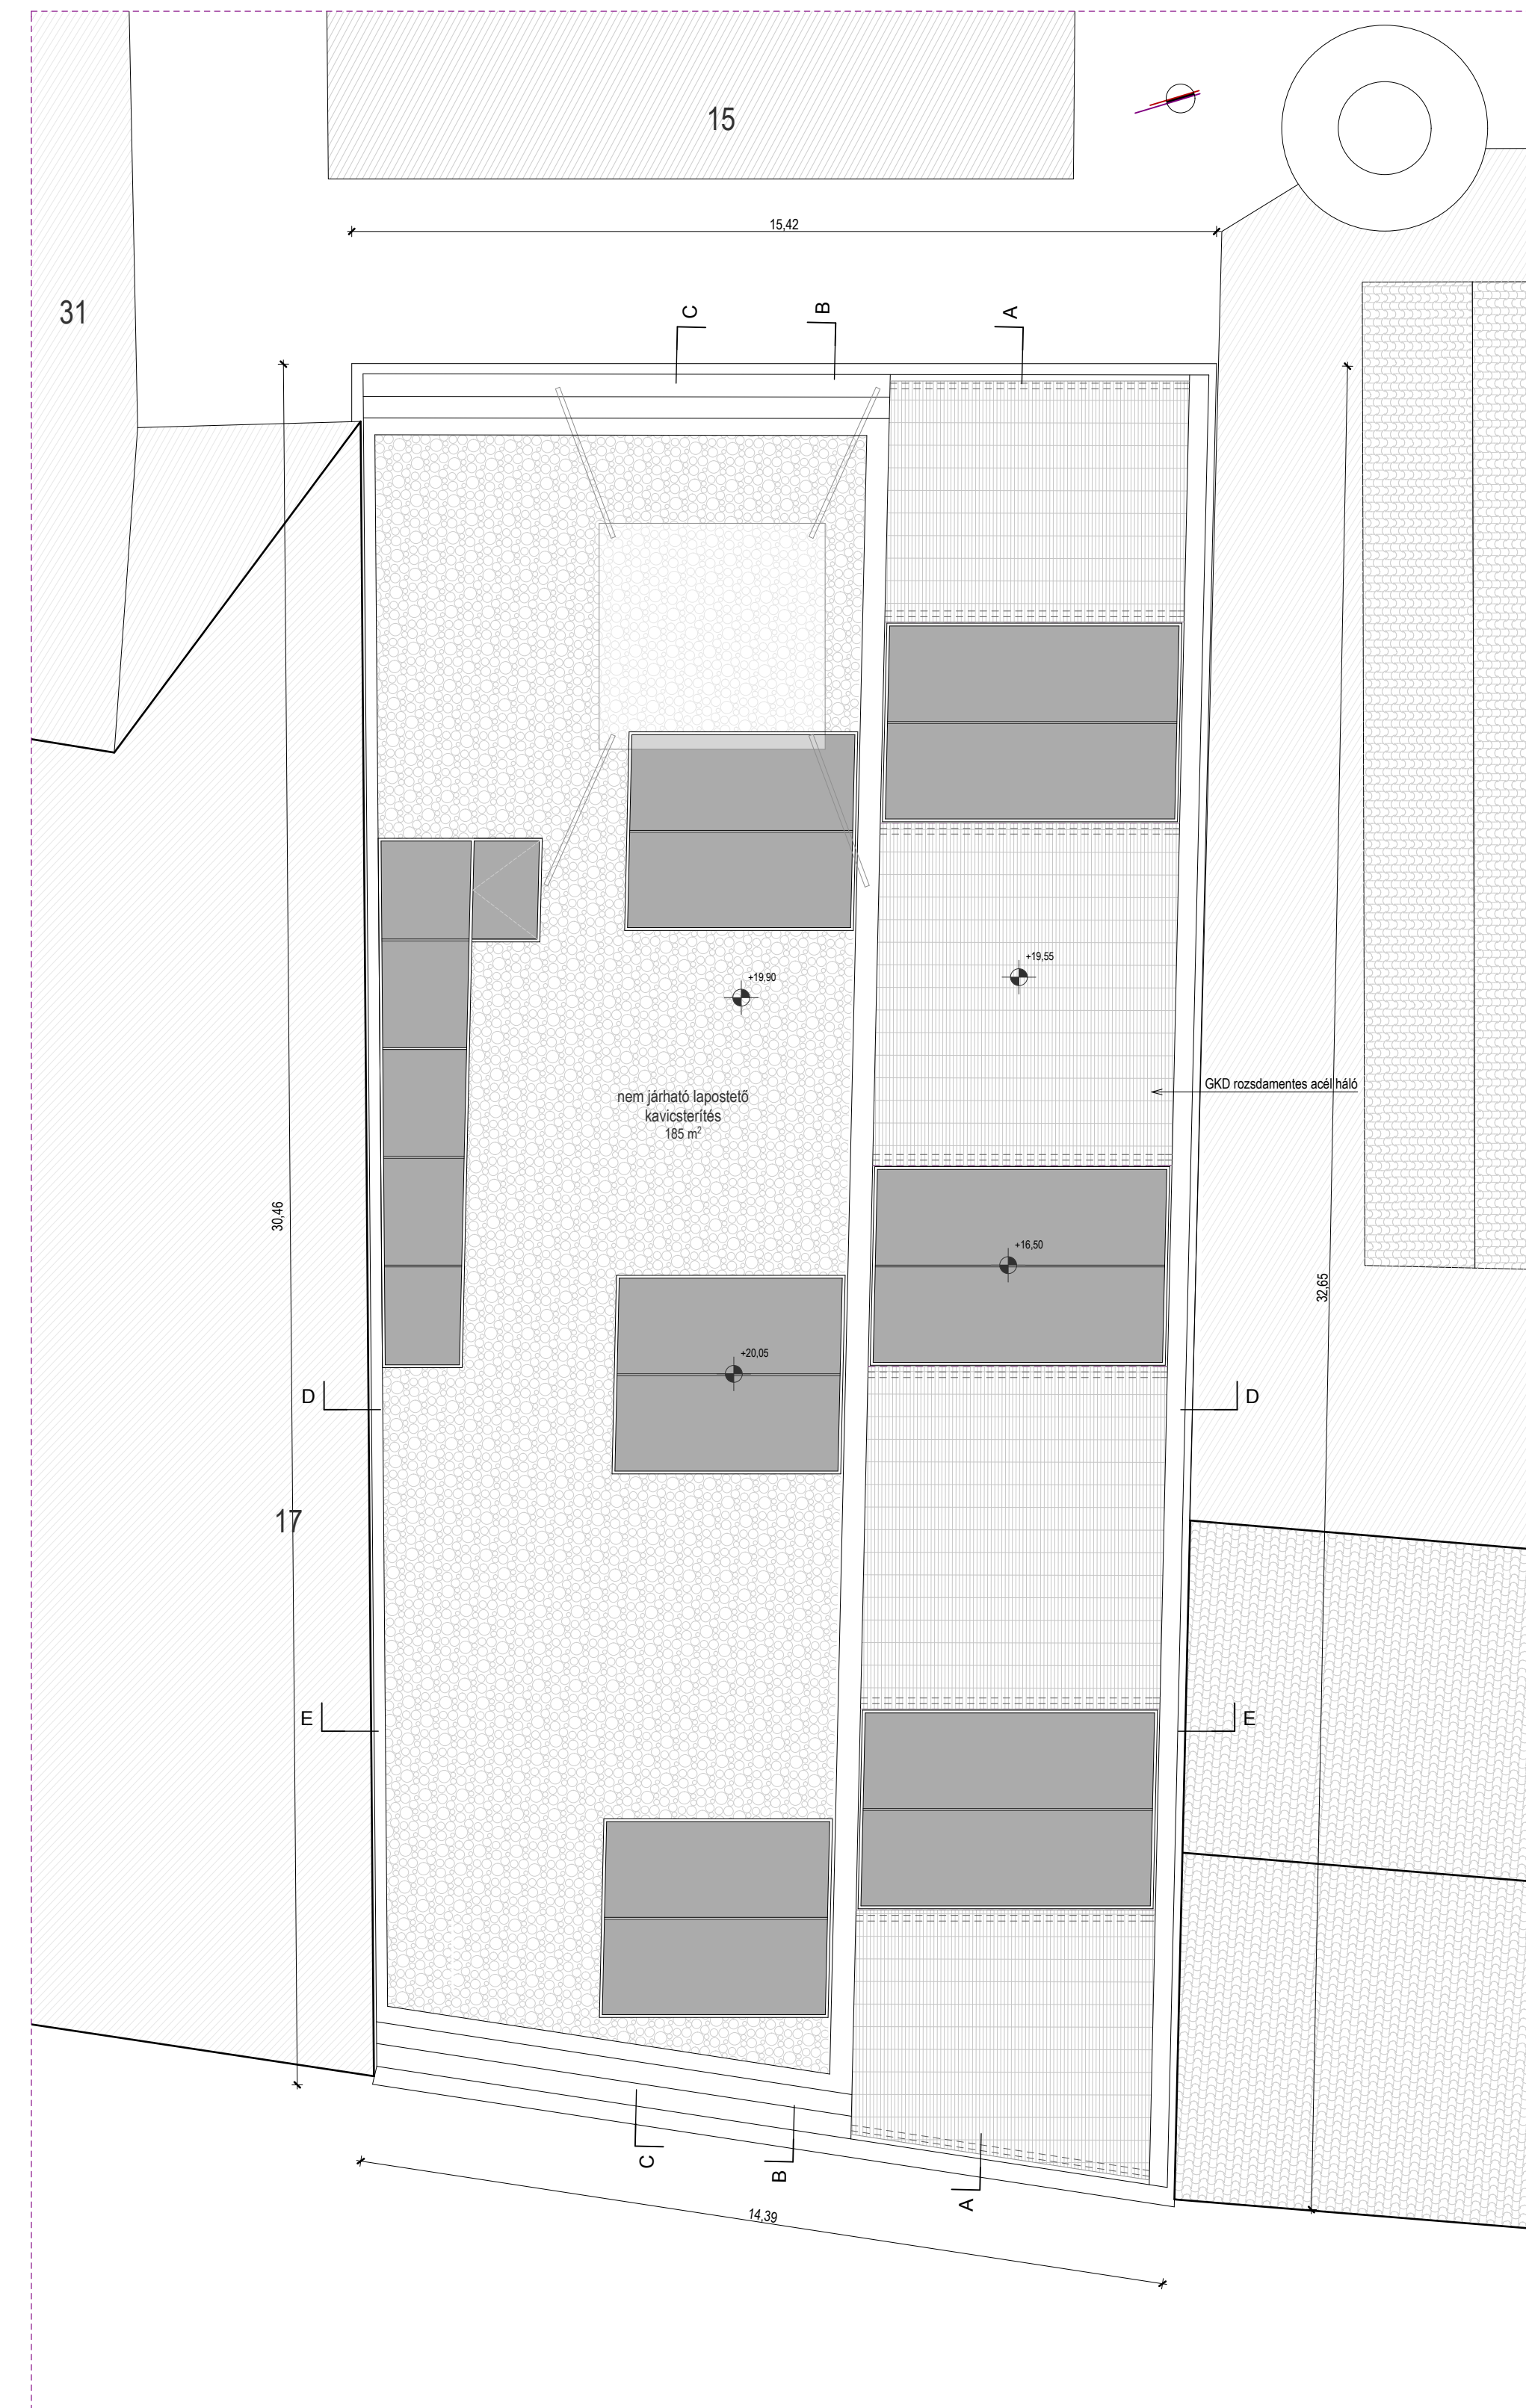 15
15,42
31
C
B
A
+19,55
+19.90
GKD rozsdamentes acél háló
nem járható lapostető
kavicsterítés
185 m²
30,46
+16,50
32,65
+20,05
D
D
17
E
E
C
B
A
14,39